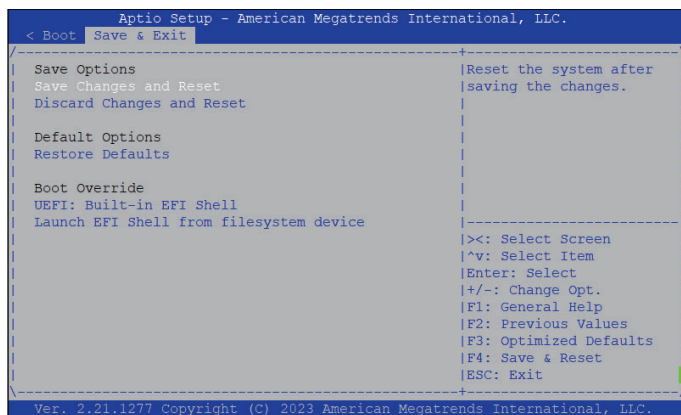 Aptio Setup - American Megatrends International, LLC.
< Boot Save & Exit
Save Options
Save Changes and Reset
Discard Changes and Reset
Default Options
Restore Defaults
Boot Override
UEFI: Built-in EFI Shell
Launch EFI Shell from filesystem device
Reset the system after
saving the changes.
><: Select Screen
^v: Select Item
Enter: Select
+/-: Change Opt.
F1: General Help
F2: Previous Values
F3: Optimized Defaults
F4: Save & Reset
ESC: Exit
Ver. 2.21.1277 Copyright (C) 2023 American Megatrends International, LLC.